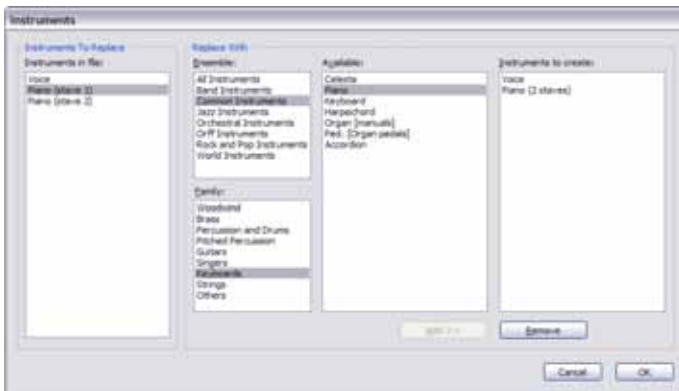 Instruments
Instruments To Replace
Instruments in file:
Voice
Piano (stave 1)
Piano (stave 2)
Replace With
Ensemble:
All Instruments
Band Instruments
Common Instruments
Jazz Instruments
Orchestral Instruments
Orff Instruments
Rock and Pop Instruments
World Instruments
Family:
Woodwind
Brass
Percussion and Drums
Pitched Percussion
Guitars
Singers
Keyboards
Strings
Others
Available:
Celesta
Piano
Keyboard
Harpsichord
Organ [manuals]
Ped. [Organ pedals]
Accordion
Instruments to create:
Voice
Piano (2 staves)
Add >>
Remove
Cancel
OK